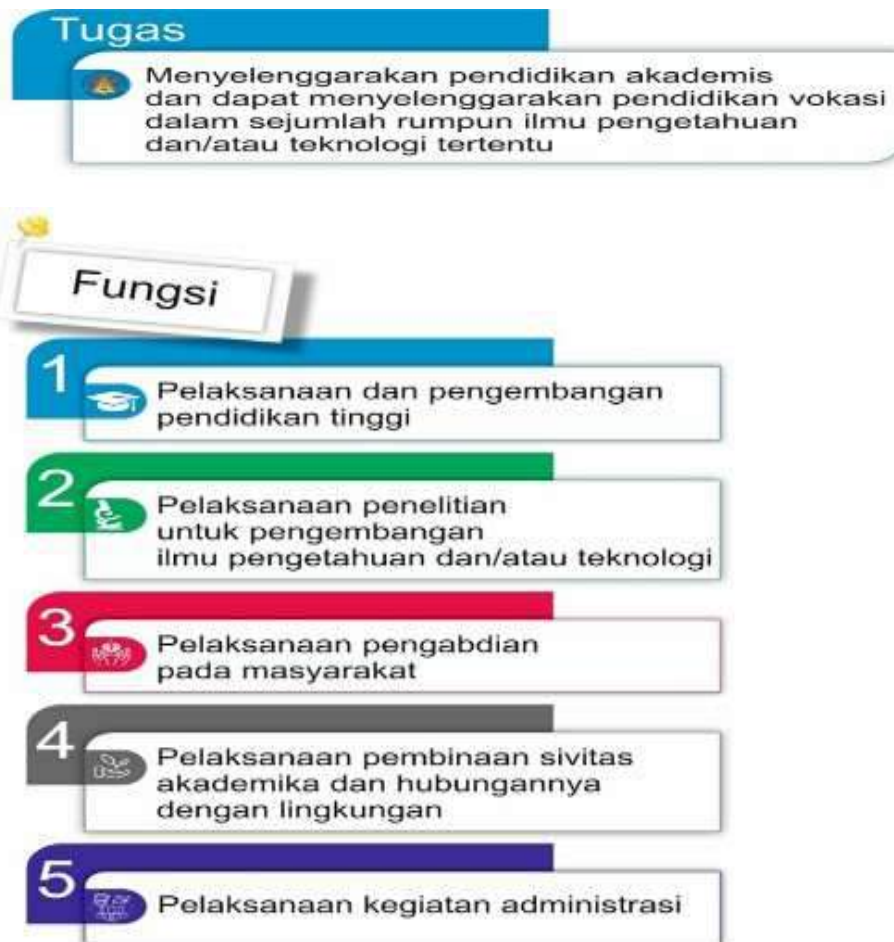 Tugas
Menyelenggarakan pendidikan akademis
dan dapat menyelenggarakan pendidikan vokasi
dalam sejumlah rumpun ilmu pengetahuan
dan/atau teknologi tertentu
Fungsi
1
Pelaksanaan dan pengembangan
pendidikan tinggi
2
Pelaksanaan penelitian
untuk pengembangan
ilmu pengetahuan dan/atau teknologi
3
Pelaksanaan pengabdian
pada masyarakat
4
Pelaksanaan pembinaan sivitas
akademika dan hubungannya
dengan lingkungan
5
Pelaksanaan kegiatan administrasi